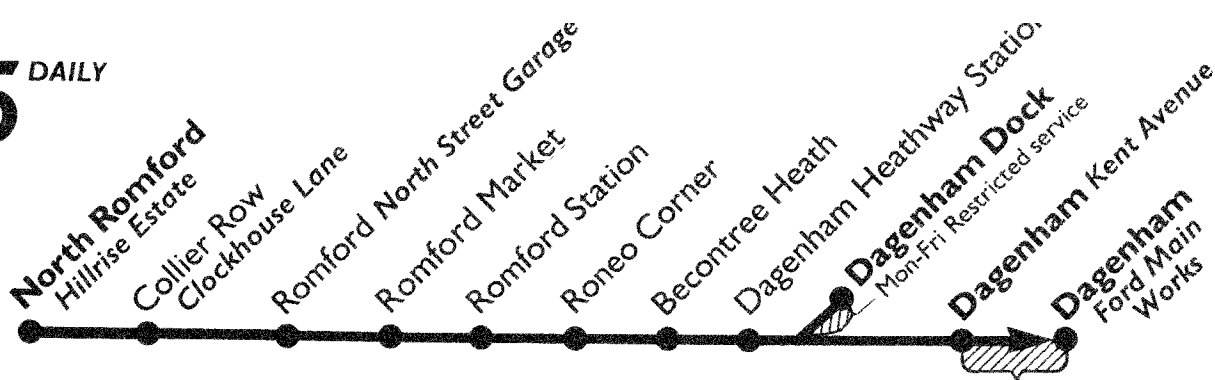 5 DAILY
North Romford
Hillrise Estate
Collier Row
Clockhouse Lane
Romford North Street Garage
Romford Market
Romford Station
Roneo Corner
Becontree Heath
Dagenham Heathway Station
Dagenham Dock
Mon-Fri Restricted service
Dagenham Kent Avenue
Dagenham
Ford Main
Works